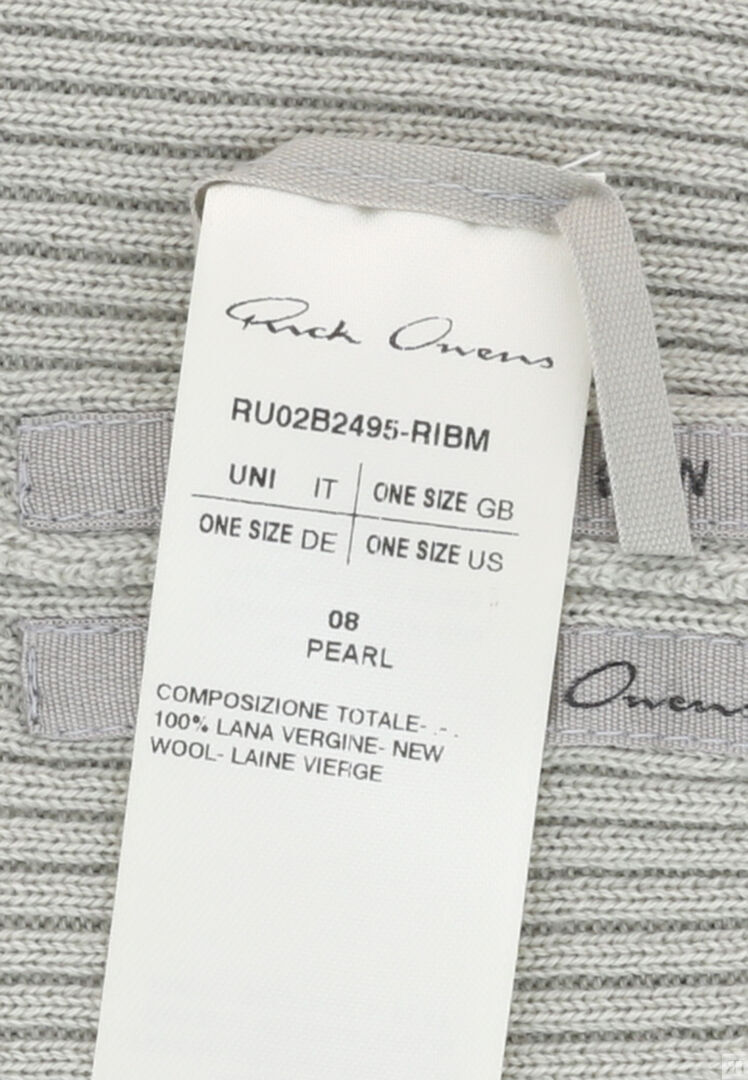 Rick Owens
RU02B2495-RIBM
UNI IT ONE SIZE GB
ONE SIZE DE ONE SIZE US
08
PEARL
COMPOSIZIONE TOTALE-
100% LANA VERGINE- NEW
WOOL- LAINE VIERGE
Owens